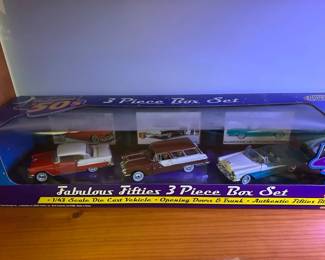 50's
3 Piece Box Set
Fabulous Fifties 3 Piece Box Set
•1/43 Scale Die Cast Vehicle • Opening Doors & Trunk • Authentic Fifties